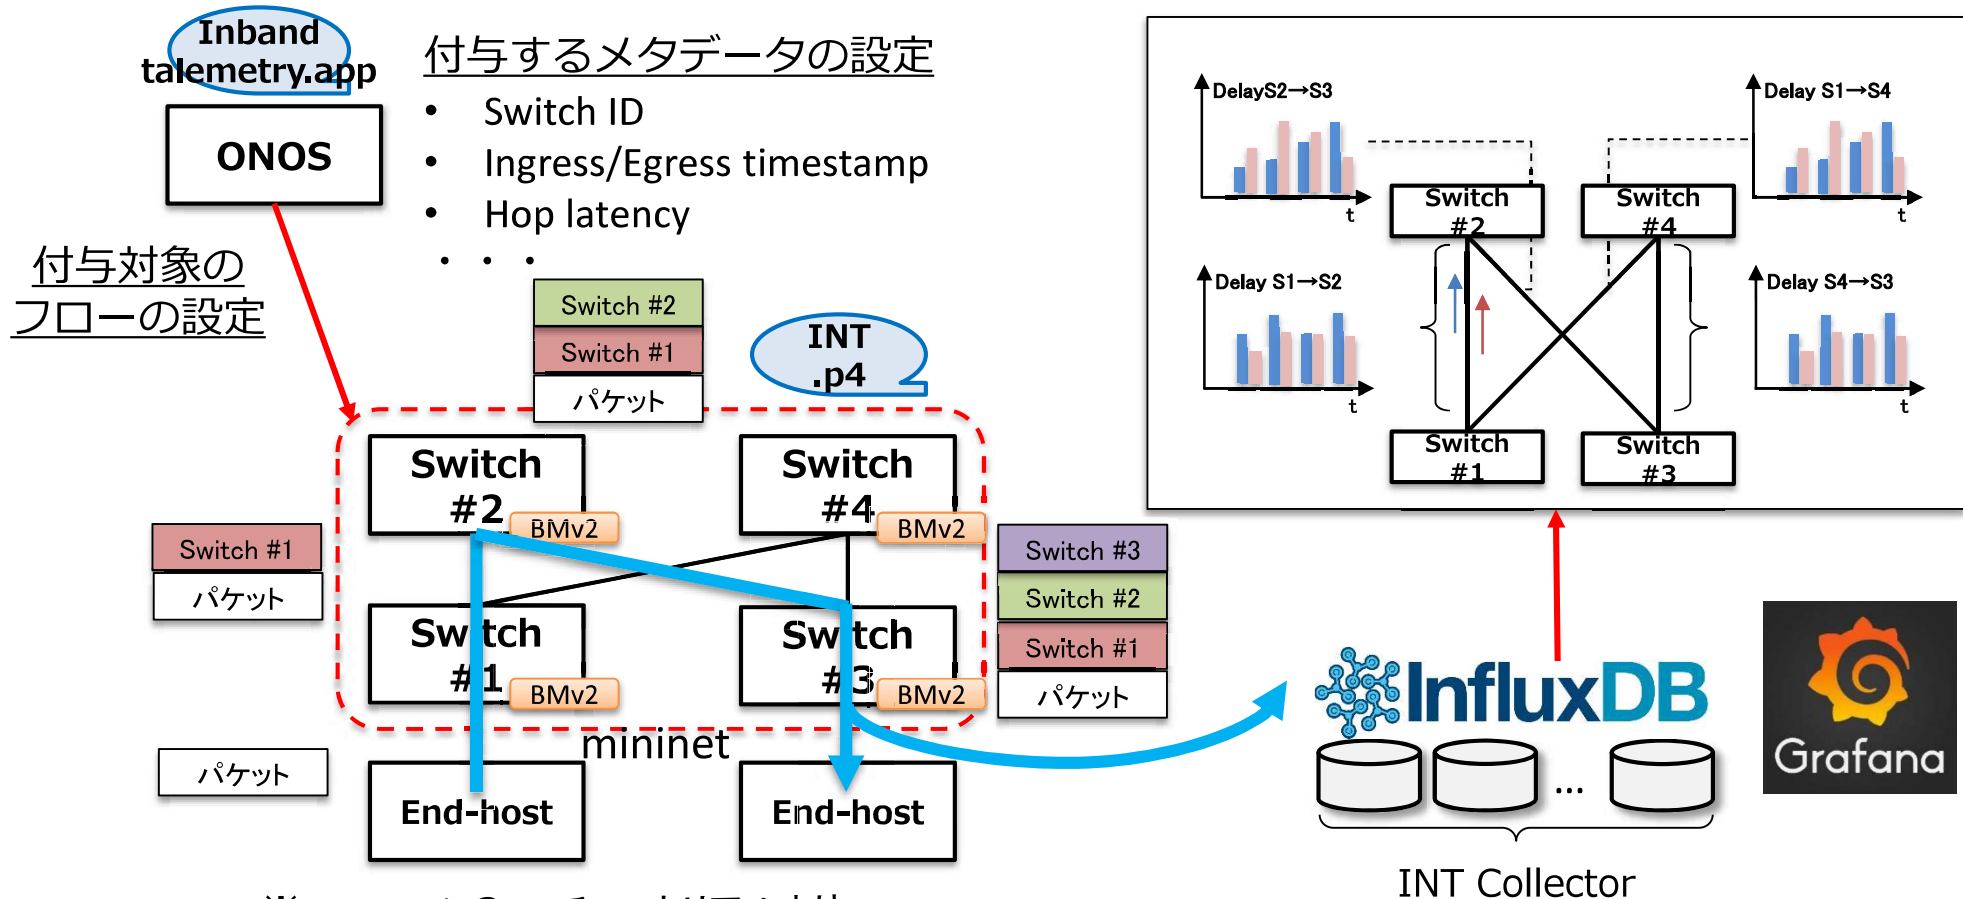 Inband
talemetry.app
ONOS
付与するメタデータの設定
• Switch ID
• Ingress/Egress timestamp
• Hop latency
・・・
付与対象の
フローの設定
Switch #2
Switch #1
パケット
INT
.p4
Switch
#2
BMv2
Switch
#4
BMv2
Switch #1
パケット
Switch
#1
BMv2
Switch
#3
BMv2
Switch #3
Switch #2
Switch #1
パケット
mininet
パケット
End-host
End-host
DelayS2→S3
t
Delay S1→S4
t
Switch
#2
Switch
#4
Delay S1→S2
t
Delay S4→S3
t
Switch
#1
Switch
#3
InfluxDB
...
INT Collector
Grafana